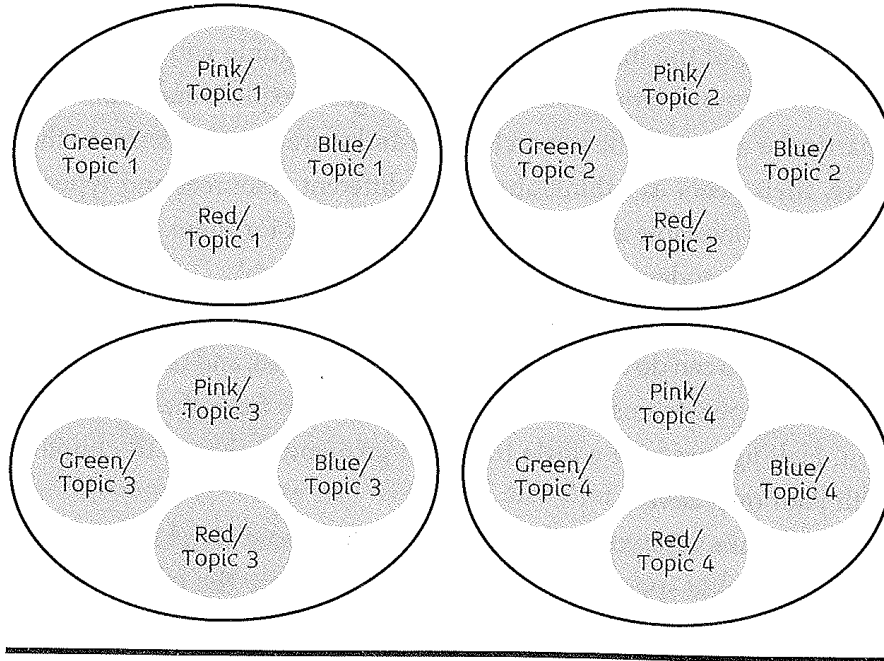 Pink/
Topic 1
Green/
Topic 1
Blue/
Topic 1
Red/
Topic 1
Pink/
Topic 2
Green/
Topic 2
Blue/
Topic 2
Red/
Topic 2
Pink/
Topic 3
Green/
Topic 3
Blue/
Topic 3
Red/
Topic 3
Pink/
Topic 4
Green/
Topic 4
Blue/
Topic 4
Red/
Topic 4